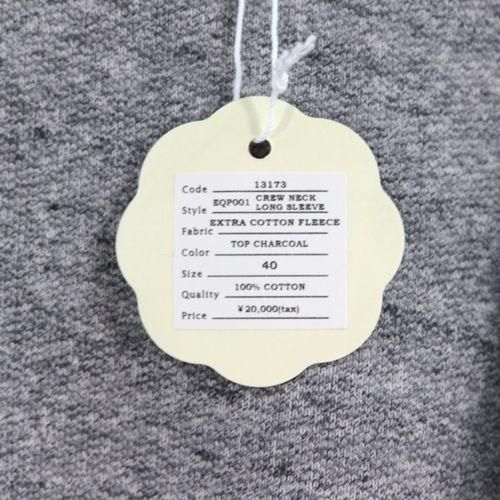 Code 13173
Style EQP001 CREW NECK
LONG SLEEVE
Fabric EXTRA COTTON FLEECE
Color TOP CHARCOAL
Size 40
Quality 100% COTTON
Price ¥20,000(tax)